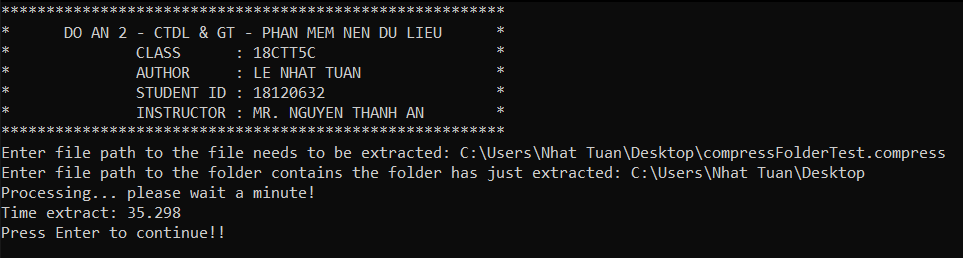 ********************************************************
*      DO AN 2 - CTDL & GT - PHAN MEM NEN DU LIEU      *
*              CLASS      : 18CTT5C                    *
*              AUTHOR     : LE NHAT TUAN               *
*              STUDENT ID : 18120632                   *
*              INSTRUCTOR : MR. NGUYEN THANH AN        *
********************************************************
Enter file path to the file needs to be extracted: C:\Users\Nhat Tuan\Desktop\compressFolderTest.compress
Enter file path to the folder contains the folder has just extracted: C:\Users\Nhat Tuan\Desktop
Processing... please wait a minute!
Time extract: 35.298
Press Enter to continue!!